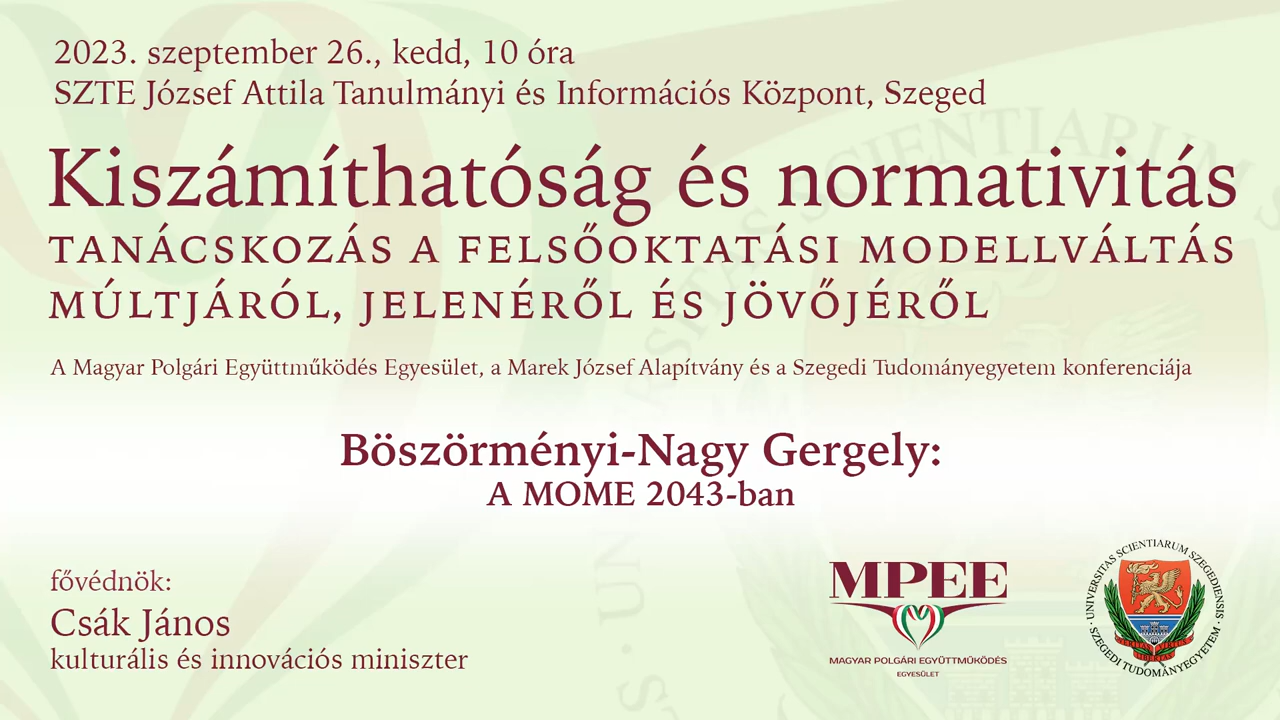 2023. szeptember 26., kedd, 10 óra
SZTE József Attila Tanulmányi és Információs Központ, Szeged
Kiszámíthatóság és normativitás
TANÁCSKOZÁS A FELSŐOKTATÁSI MODELLVÁLTÁS
MÚLTJÁRÓL, JELENÉRŐL ÉS JÖVŐJÉRŐL
A Magyar Polgári Együttműködés Egyesület, a Marek József Alapítvány és a Szegedi Tudományegyetem konferenciája
Böszörményi-Nagy Gergely:
A MOME 2043-ban
fővédnök:
Csák János
kulturális és innovációs miniszter
MPEE
MAGYAR POLGÁRI EGYÜTTMŰKÖDÉS
EGYESÜLET
· UNIVERSITAS SCIENTIARUM SZEGEDIENSIS ·
SZEGEDI TUDOMÁNYEGYETEM
VERITAS VIRTUS
LIBERTAS